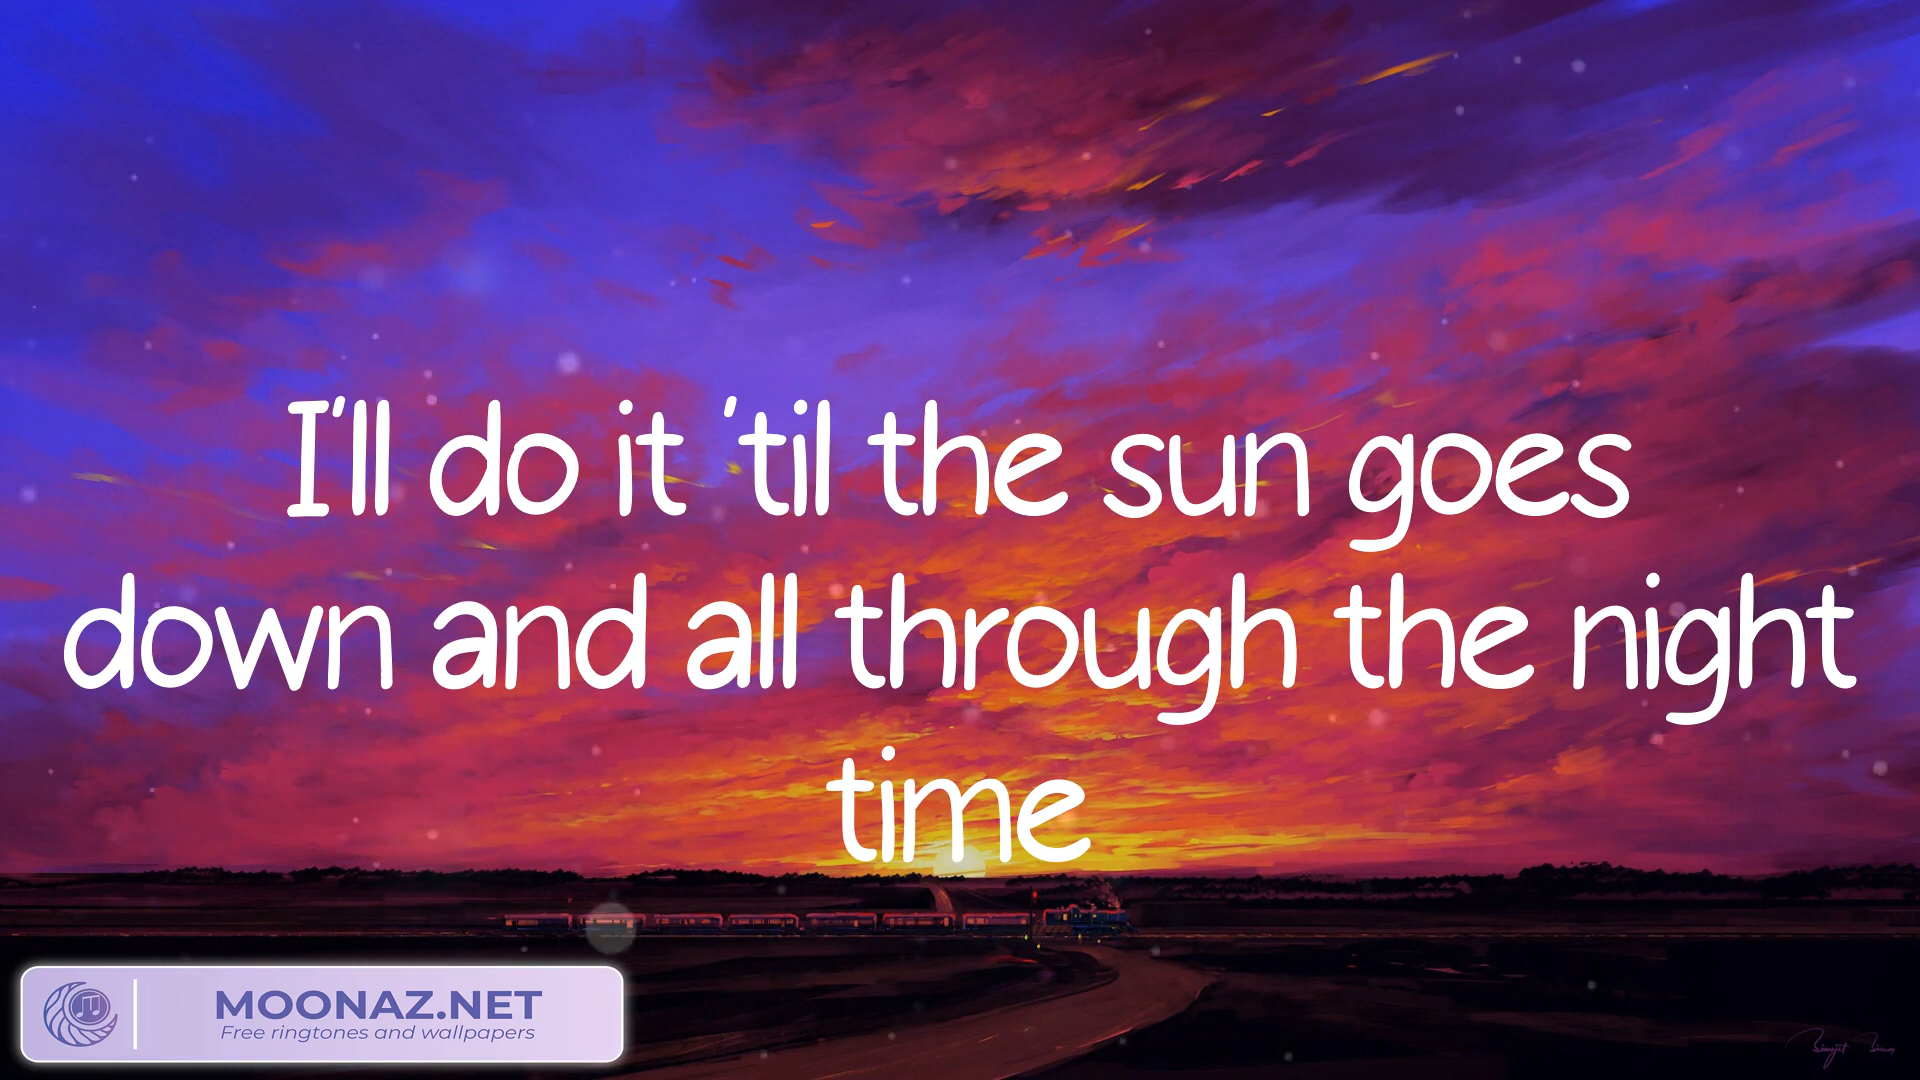 I'll do it 'til the sun goes
down and all through the night
time
MOONAZ.NET
Free ringtones and wallpapers